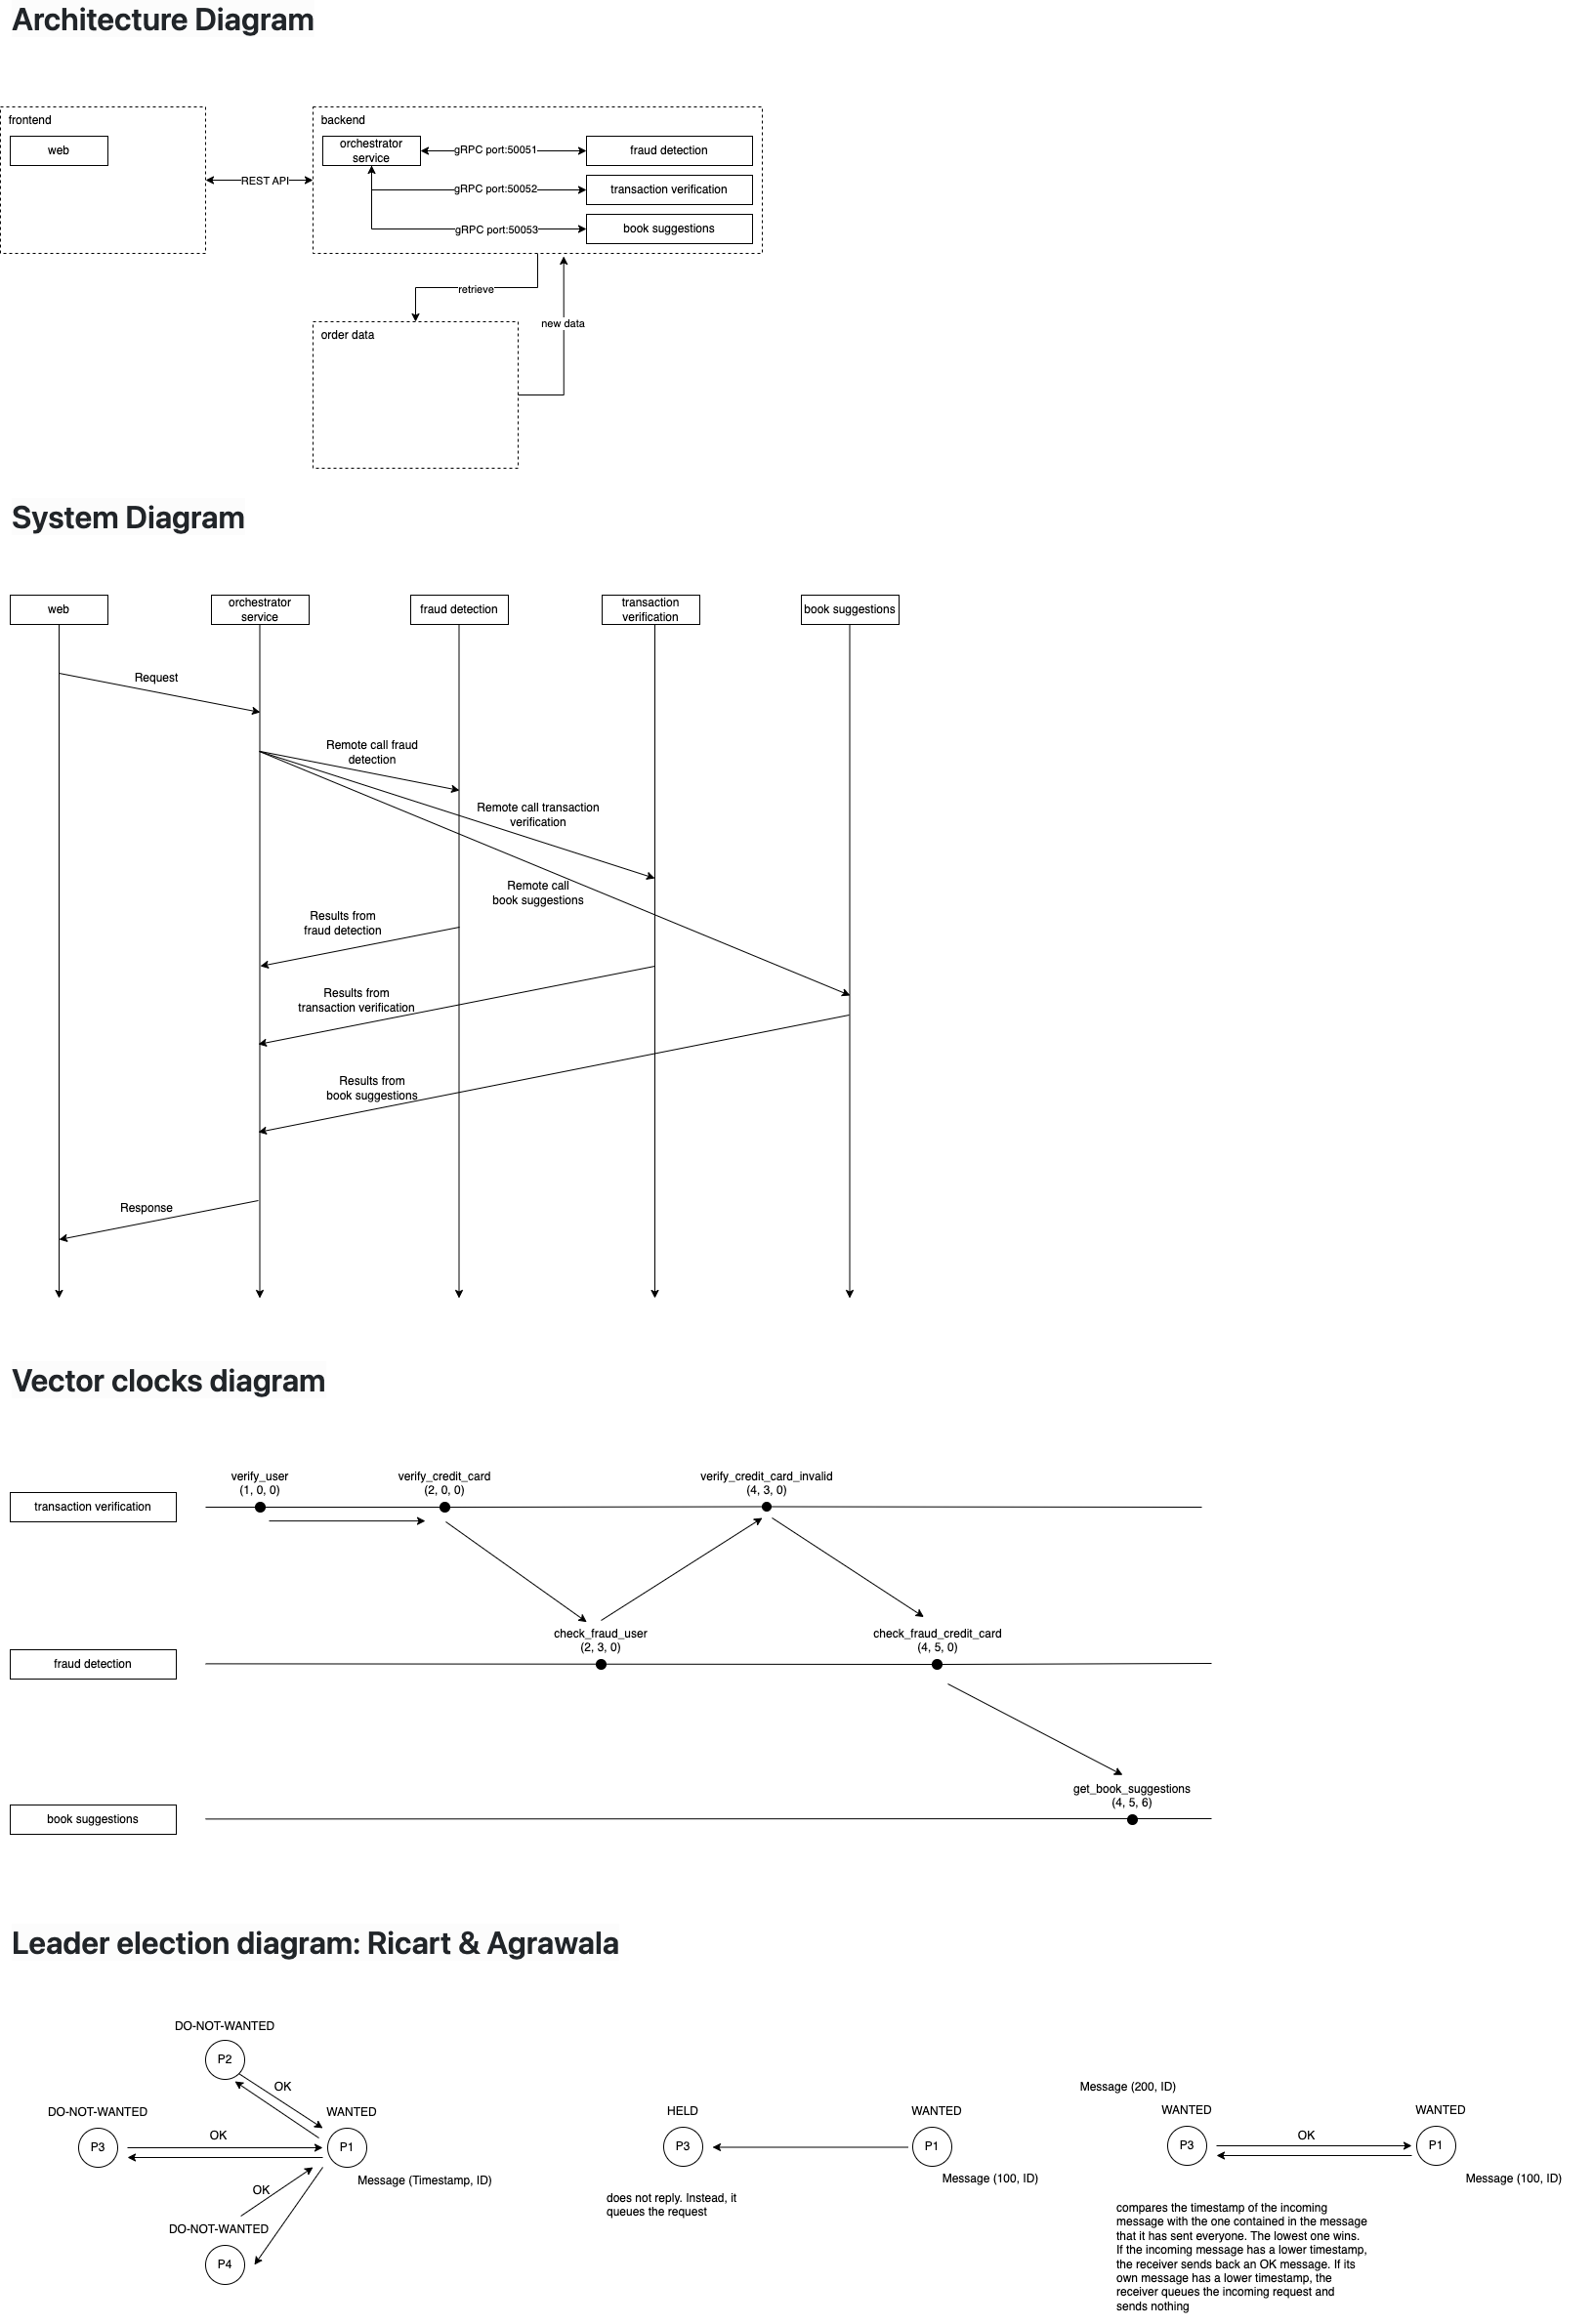 Architecture Diagram
frontend
web
REST API
backend
orchestrator
service
gRPC port:50051
fraud detection
gRPC port:50052
transaction verification
gRPC port:50053
book suggestions
retrieve
new data
order data
System Diagram
web
orchestrator
service
fraud detection
transaction
verification
book suggestions
Request
Remote call fraud
detection
Remote call transaction
verification
Remote call
book suggestions
Results from
fraud detection
Results from
transaction verification
Results from
book suggestions
Response
Vector clocks diagram
verify_user
(1, 0, 0)
verify_credit_card
(2, 0, 0)
verify_credit_card_invalid
(4, 3, 0)
transaction verification
check_fraud_user
(2, 3, 0)
check_fraud_credit_card
(4, 5, 0)
fraud detection
get_book_suggestions
(4, 5, 6)
book suggestions
Leader election diagram: Ricart & Agrawala
DO-NOT-WANTED
P2
OK
DO-NOT-WANTED
WANTED
P3
OK
P1
Message (Timestamp, ID)
OK
DO-NOT-WANTED
P4
HELD
WANTED
P3
P1
Message (100, ID)
does not reply. Instead, it
queues the request
Message (200, ID)
WANTED
WANTED
P3
OK
P1
Message (100, ID)
compares the timestamp of the incoming
message with the one contained in the message
that it has sent everyone. The lowest one wins.
If the incoming message has a lower timestamp,
the receiver sends back an OK message. If its
own message has a lower timestamp, the
receiver queues the incoming request and
sends nothing